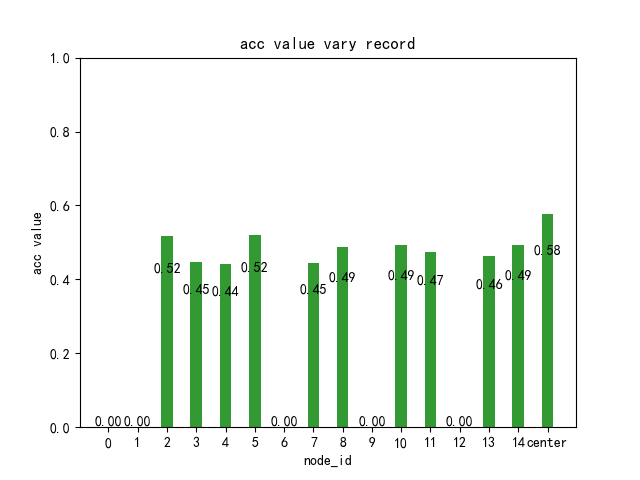 acc value vary record
acc value
1.0
0.8
0.6
0.4
0.2
0.0
0.00 0.00 0.52 0.45 0.44 0.52 0.00 0.45 0.49 0.00 0.49 0.47 0.00 0.46 0.49 0.58
0 1 2 3 4 5 6 7 8 9 10 11 12 13 14 center
node_id